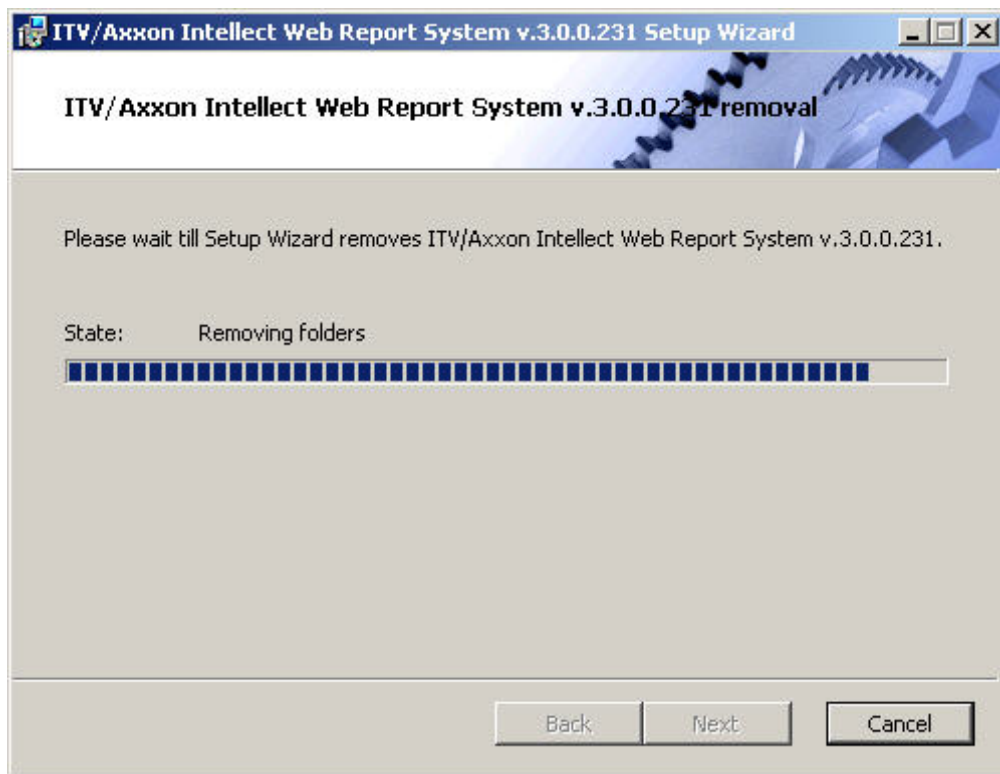 ITV/Axxon Intellect Web Report System v.3.0.0.231 Setup Wizard
ITV/Axxon Intellect Web Report System v.3.0.0.231 removal
Please wait till Setup Wizard removes ITV/Axxon Intellect Web Report System v.3.0.0.231.
State: Removing folders
Back Next Cancel